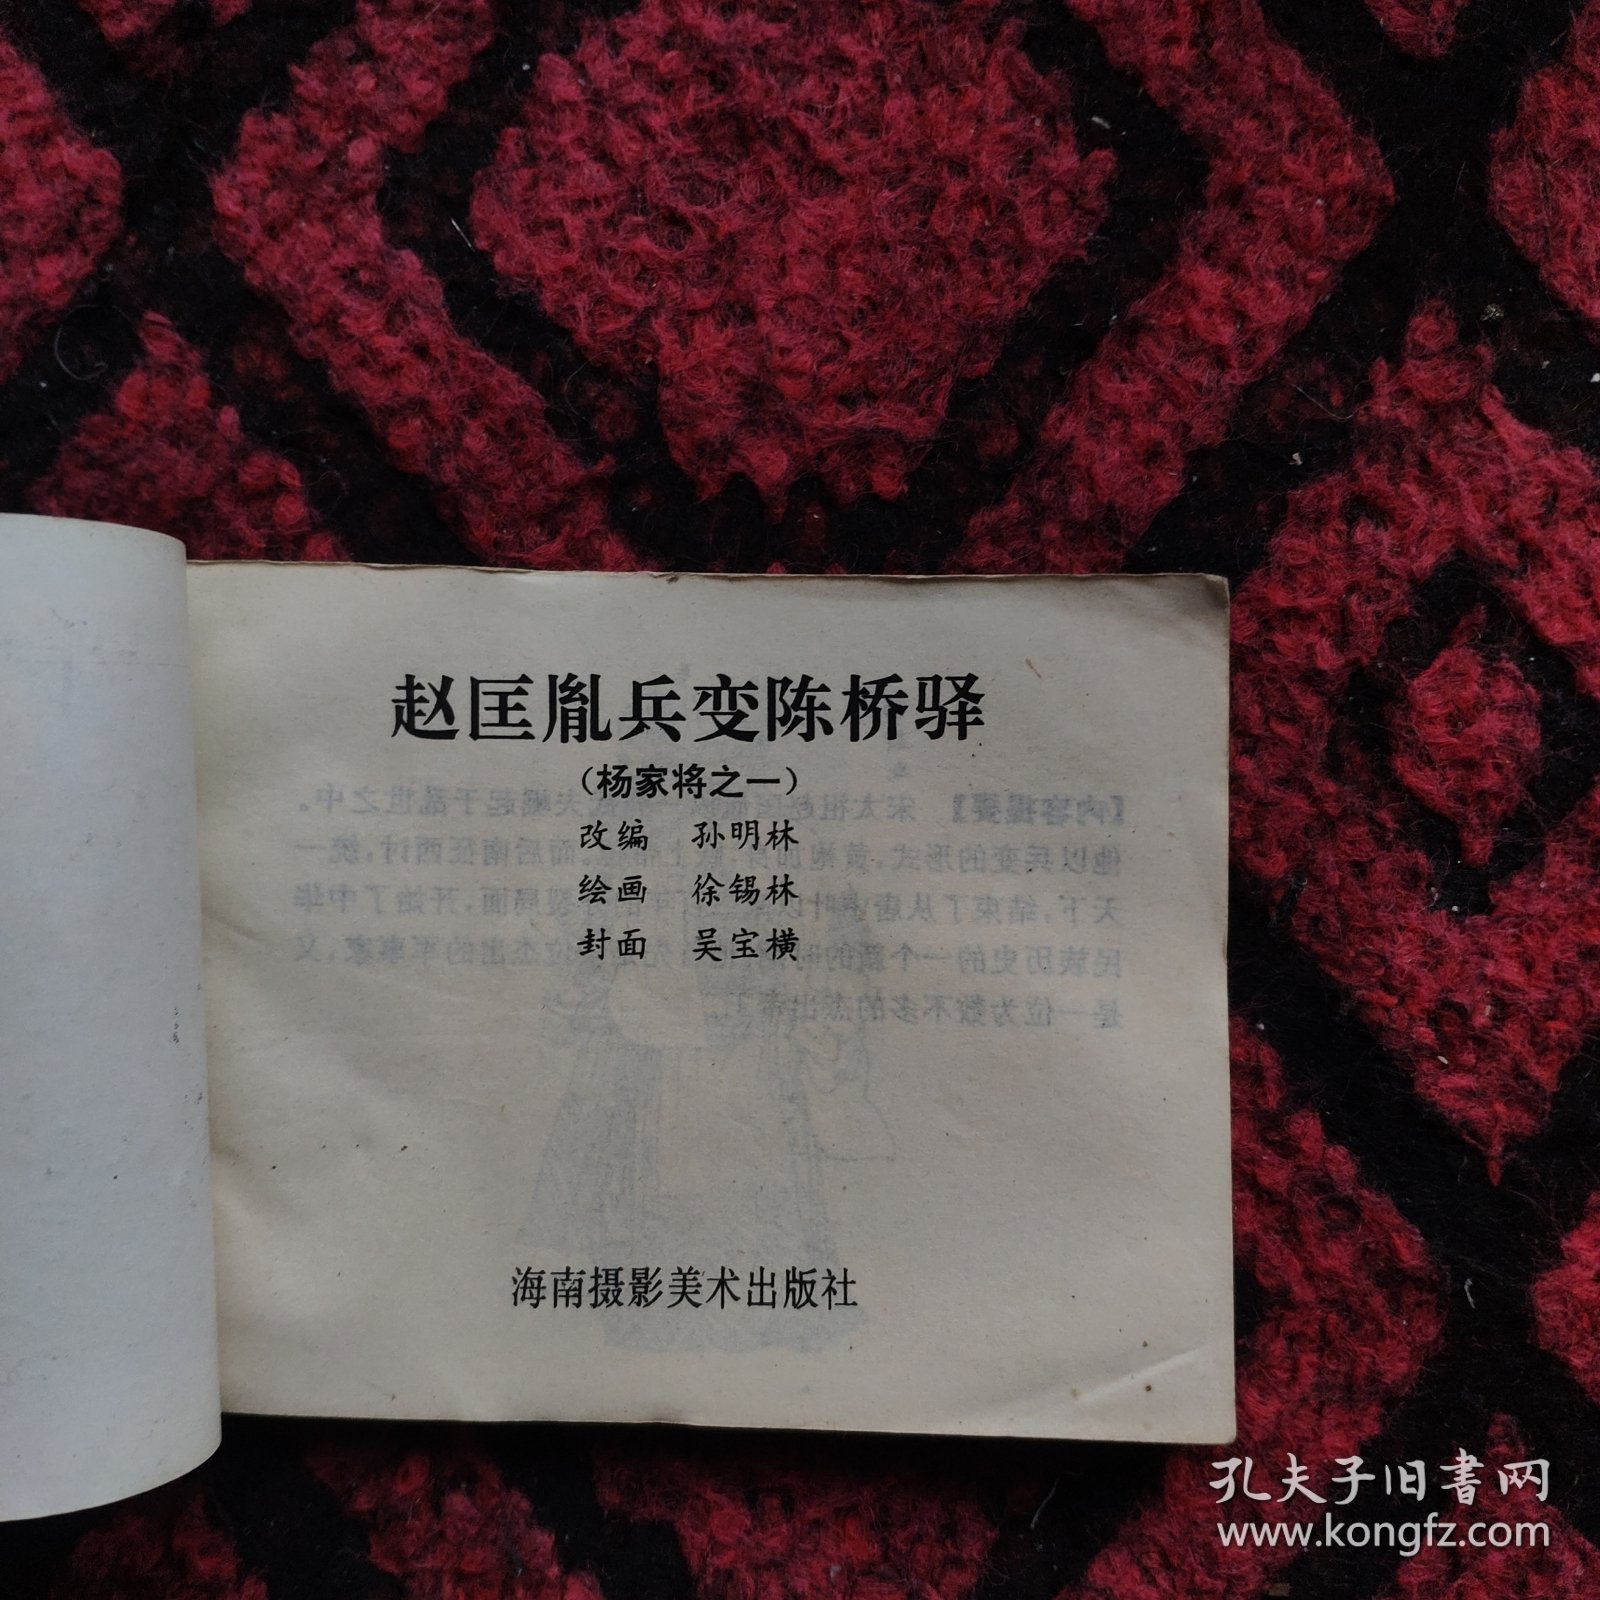 赵匡胤兵变陈桥驿
（杨家将之一）
改编　孙明林
绘画　徐锡林
封面　吴宝横
海南摄影美术出版社
孔夫子旧书网
www.kongfz.com